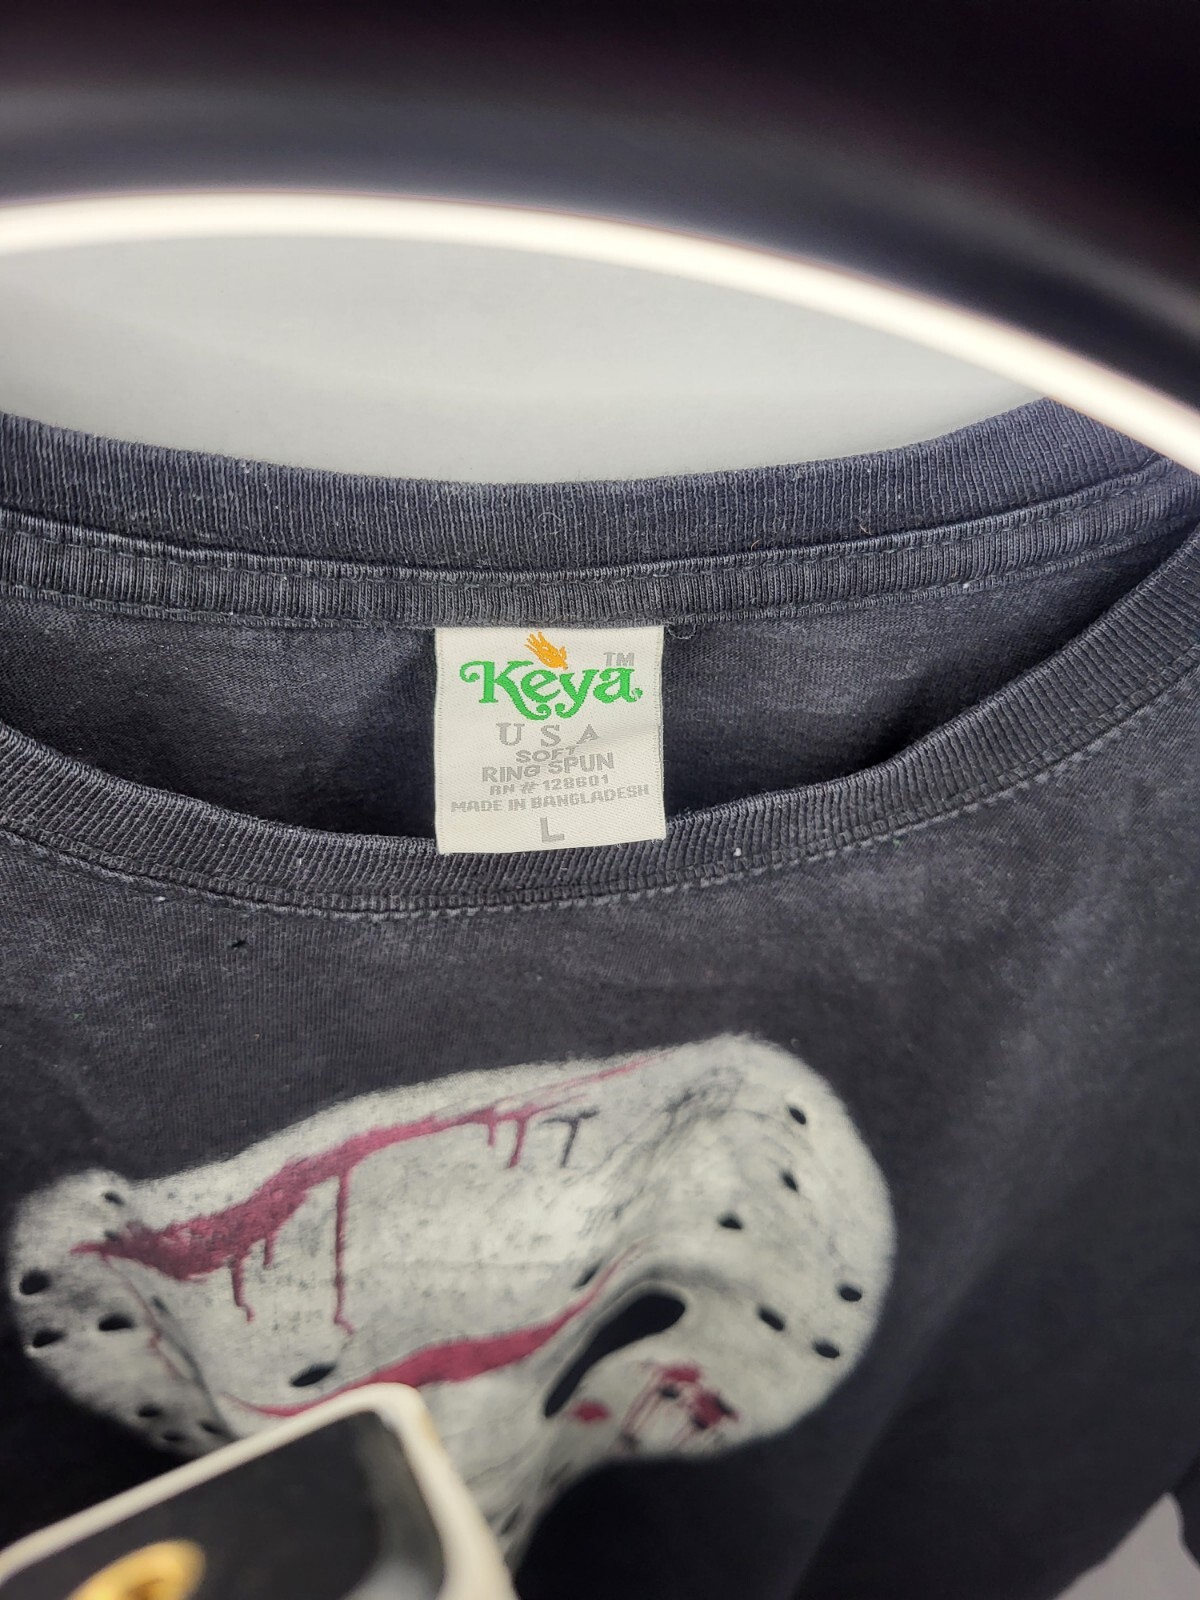 Keya TM
USA
SOFT
RING SPUN
RN # 128601
MADE IN BANGLADESH
L